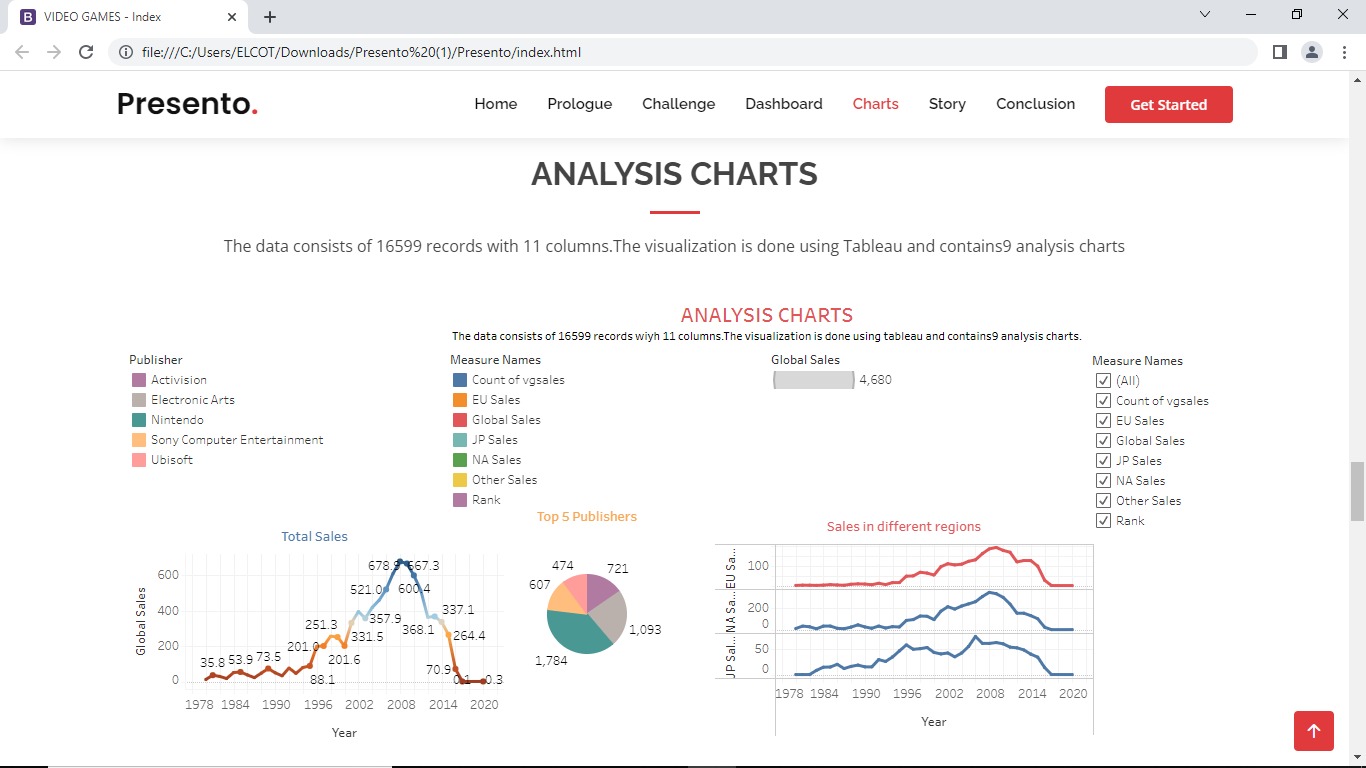 VIDEO GAMES - Index
file:///C:/Users/ELCOT/Downloads/Presento%20(1)/Presento/index.html
Presento.
Home Prologue Challenge Dashboard Charts Story Conclusion Get Started
ANALYSIS CHARTS
The data consists of 16599 records with 11 columns.The visualization is done using Tableau and contains9 analysis charts
ANALYSIS CHARTS
The data consists of 16599 records wiyh 11 columns.The visualization is done using tableau and contains9 analysis charts.
Publisher
Activision
Electronic Arts
Nintendo
Sony Computer Entertainment
Ubisoft
Measure Names
Count of vgsales
EU Sales
Global Sales
JP Sales
NA Sales
Other Sales
Rank
Global Sales
4,680
Measure Names
(All)
Count of vgsales
EU Sales
Global Sales
JP Sales
NA Sales
Other Sales
Rank
Total Sales
Global Sales
600
400
200
0
35.8 53.9 73.5
88.1
251.3
201.6
331.5
521.0
357.9
600.4
368.1
337.1
264.4
70.9
0.3
1978 1984 1990 1996 2002 2008 2014 2020
Year
Top 5 Publishers
474
721
607
1,093
1,784
Sales in different regions
EU Sa...
100
NA Sa...
200
0
JP Sal...
50
0
1978 1984 1990 1996 2002 2008 2014 2020
Year